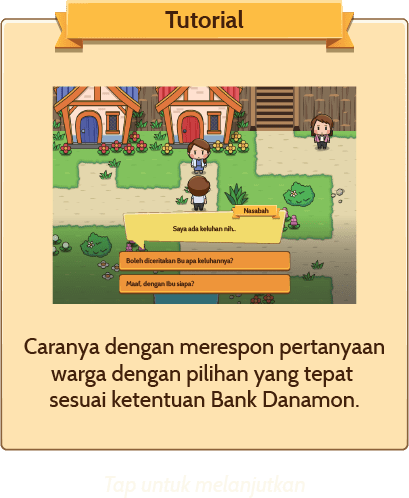 Tutorial
Nasabah
Saya ada keluhan nih..
Boleh diceritakan Bu apa keluhannya?
Maaf, dengan Ibu siapa?
Caranya dengan merespon pertanyaan
warga dengan pilihan yang tepat
sesuai ketentuan Bank Danamon.
Tap untuk melanjutkan